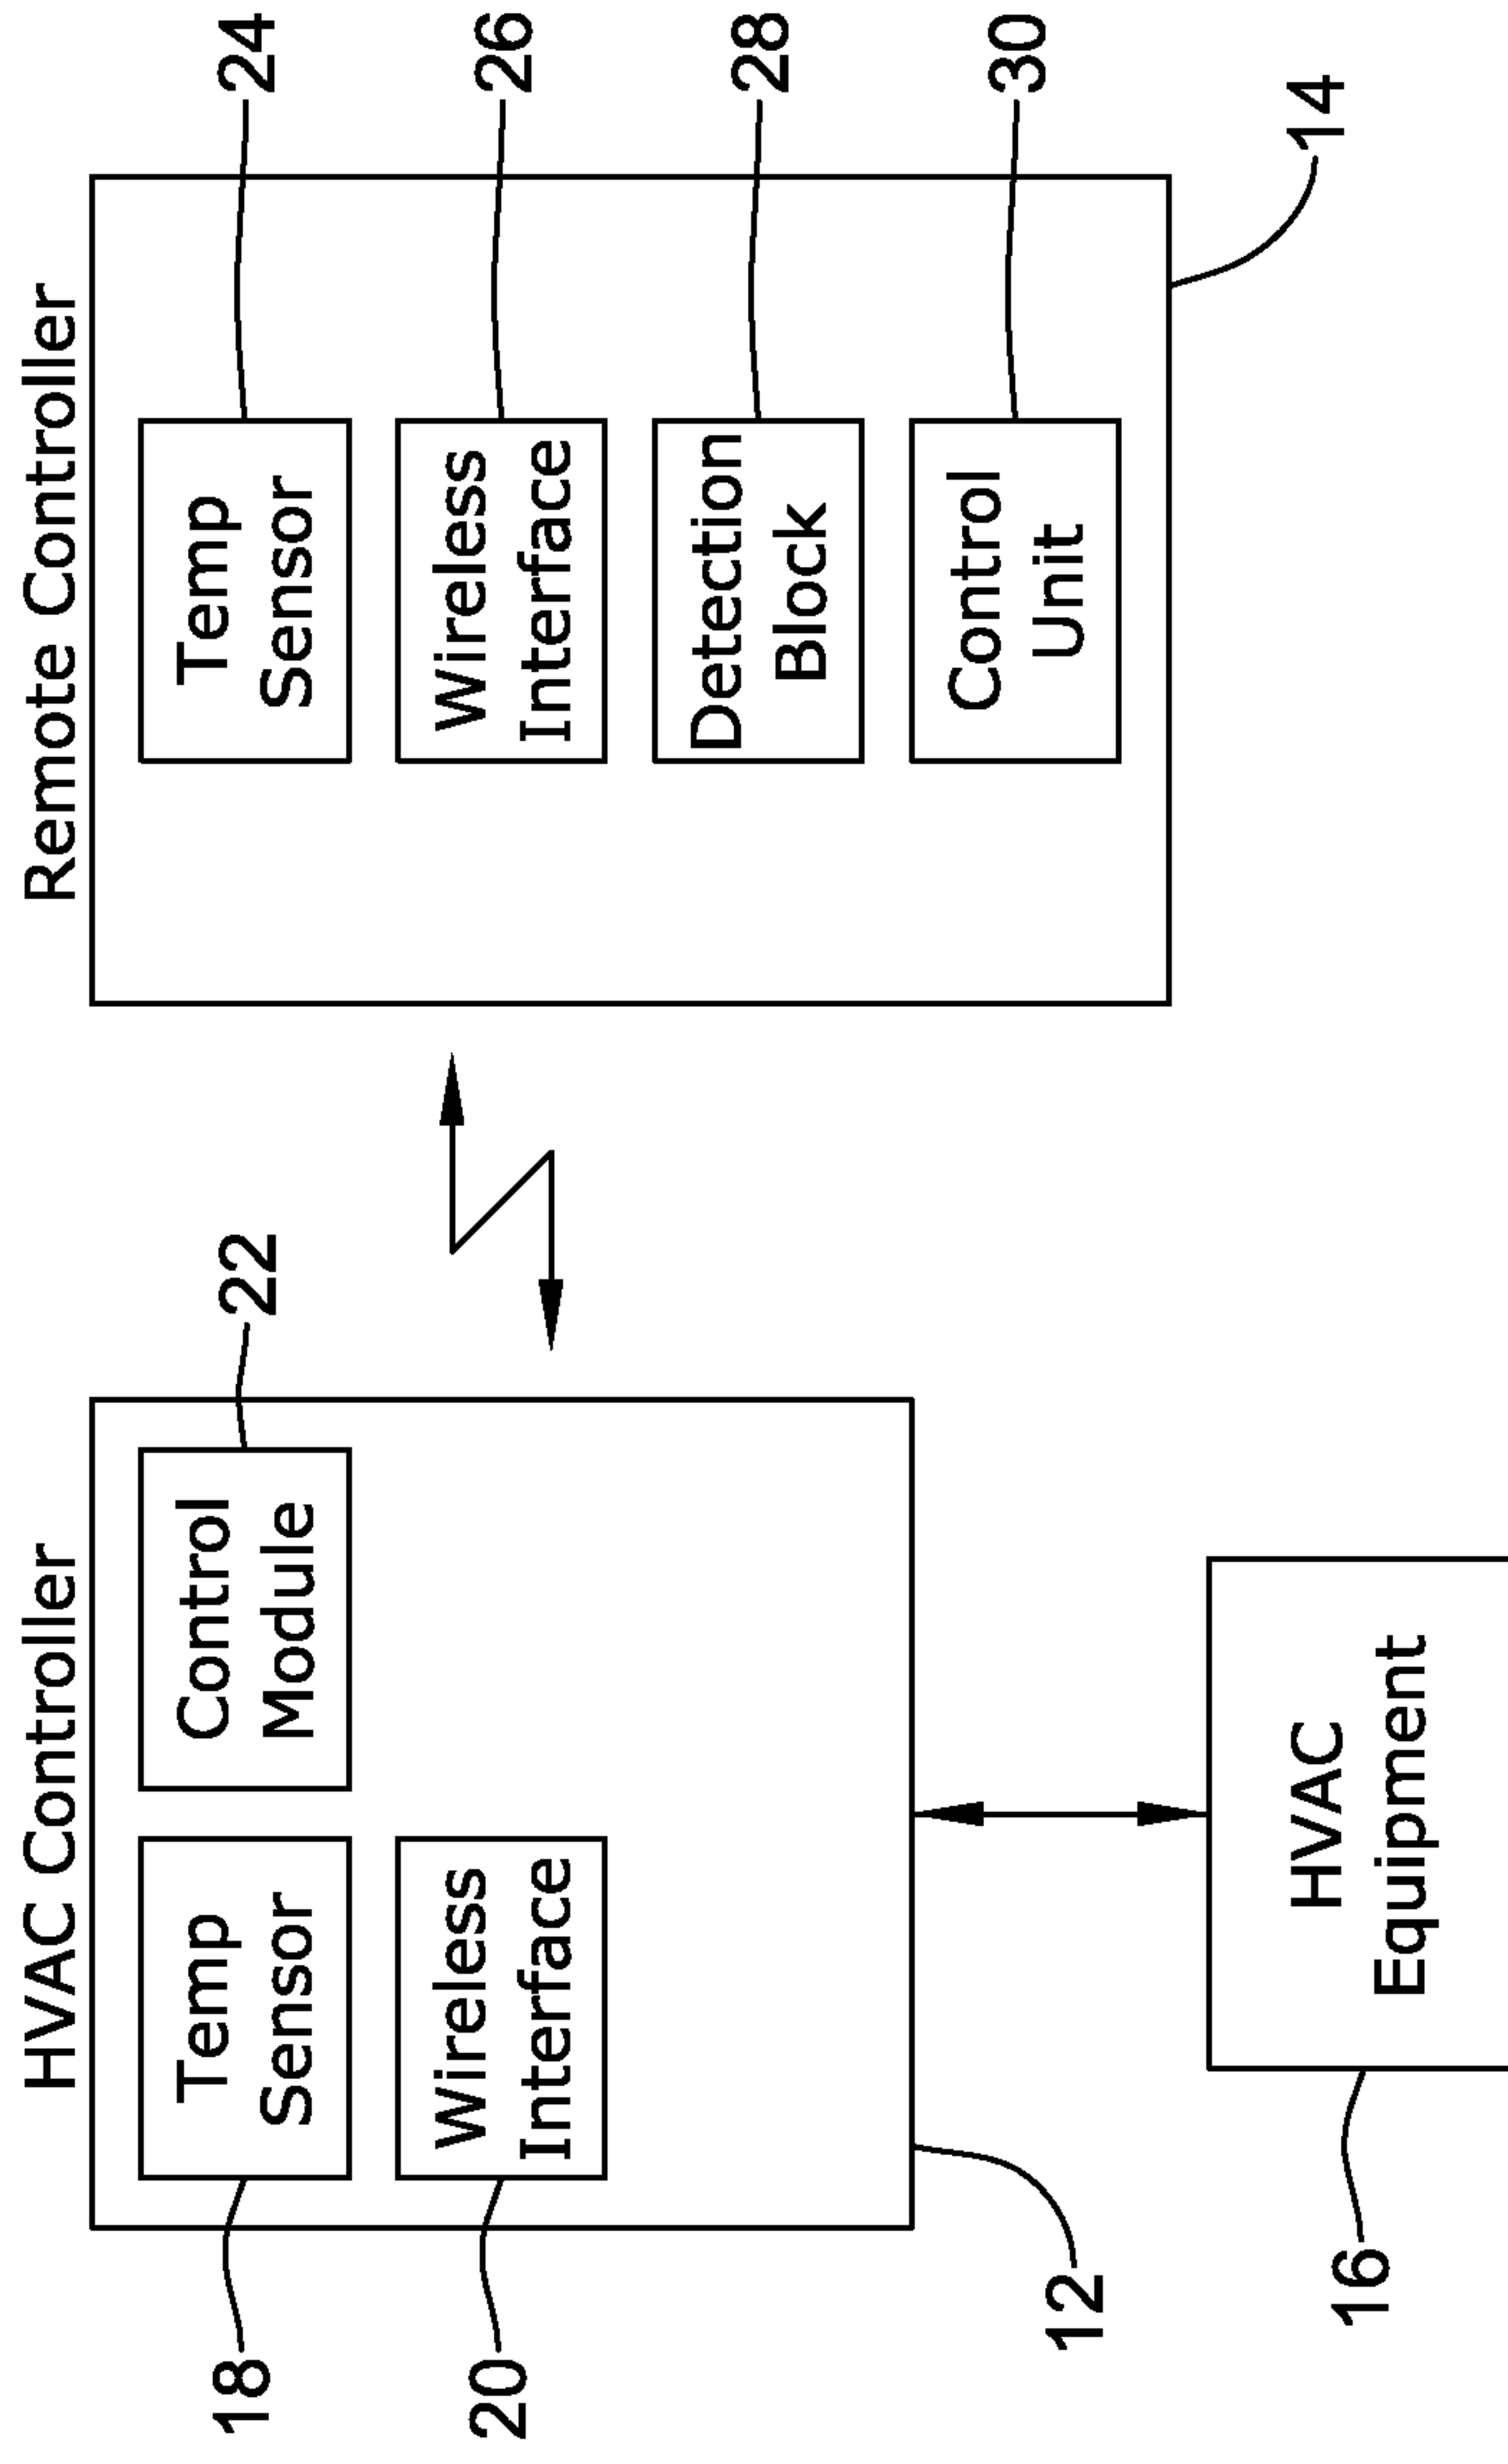 HVAC Controller
18
Temp
Sensor
Control
Module
22
20
Wireless
Interface
12
16
HVAC
Equipment
Remote Controller
Temp
Sensor
24
Wireless
Interface
26
Detection
Block
28
Control
Unit
30
14